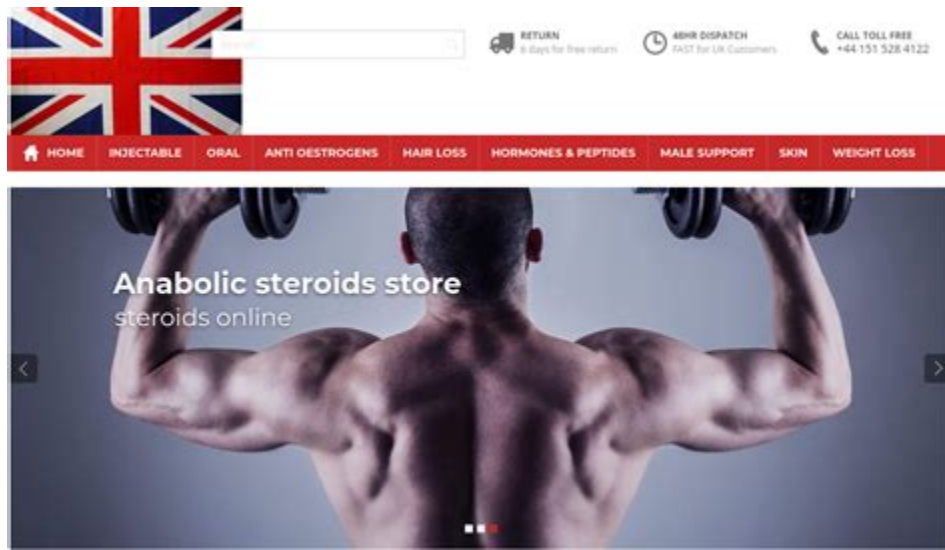 RETURN
6 days for free return
48HR DISPATCH
FAST for UK Customers
CALL TOLL FREE
+44 151 528 4122
HOME INJECTABLE ORAL ANTI OESTROGENS HAIR LOSS HORMONES & PEPTIDES MALE SUPPORT SKIN WEIGHT LOSS
Anabolic steroids store
steroids online